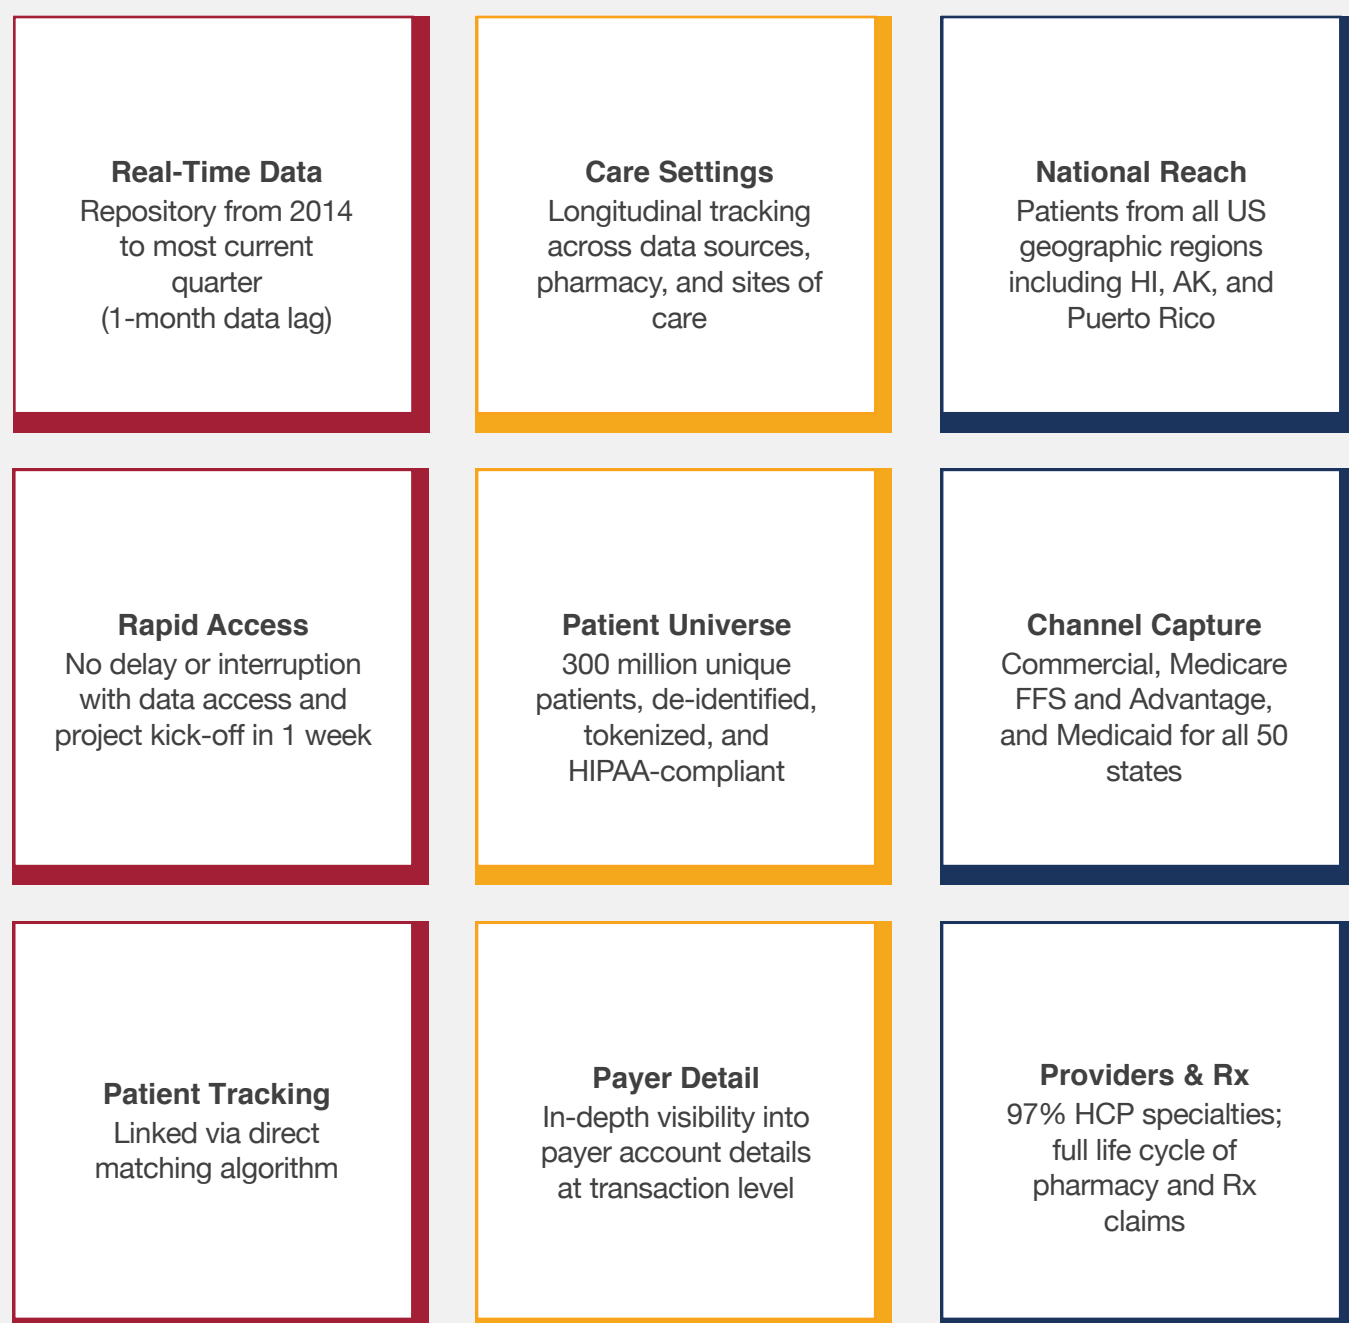 Real-Time Data
Repository from 2014
to most current
quarter
(1-month data lag)
Care Settings
Longitudinal tracking
across data sources,
pharmacy, and sites of
care
National Reach
Patients from all US
geographic regions
including HI, AK, and
Puerto Rico
Rapid Access
No delay or interruption
with data access and
project kick-off in 1 week
Patient Universe
300 million unique
patients, de-identified,
tokenized, and
HIPAA-compliant
Channel Capture
Commercial, Medicare
FFS and Advantage,
and Medicaid for all 50
states
Patient Tracking
Linked via direct
matching algorithm
Payer Detail
In-depth visibility into
payer account details
at transaction level
Providers & Rx
97% HCP specialties;
full life cycle of
pharmacy and Rx
claims